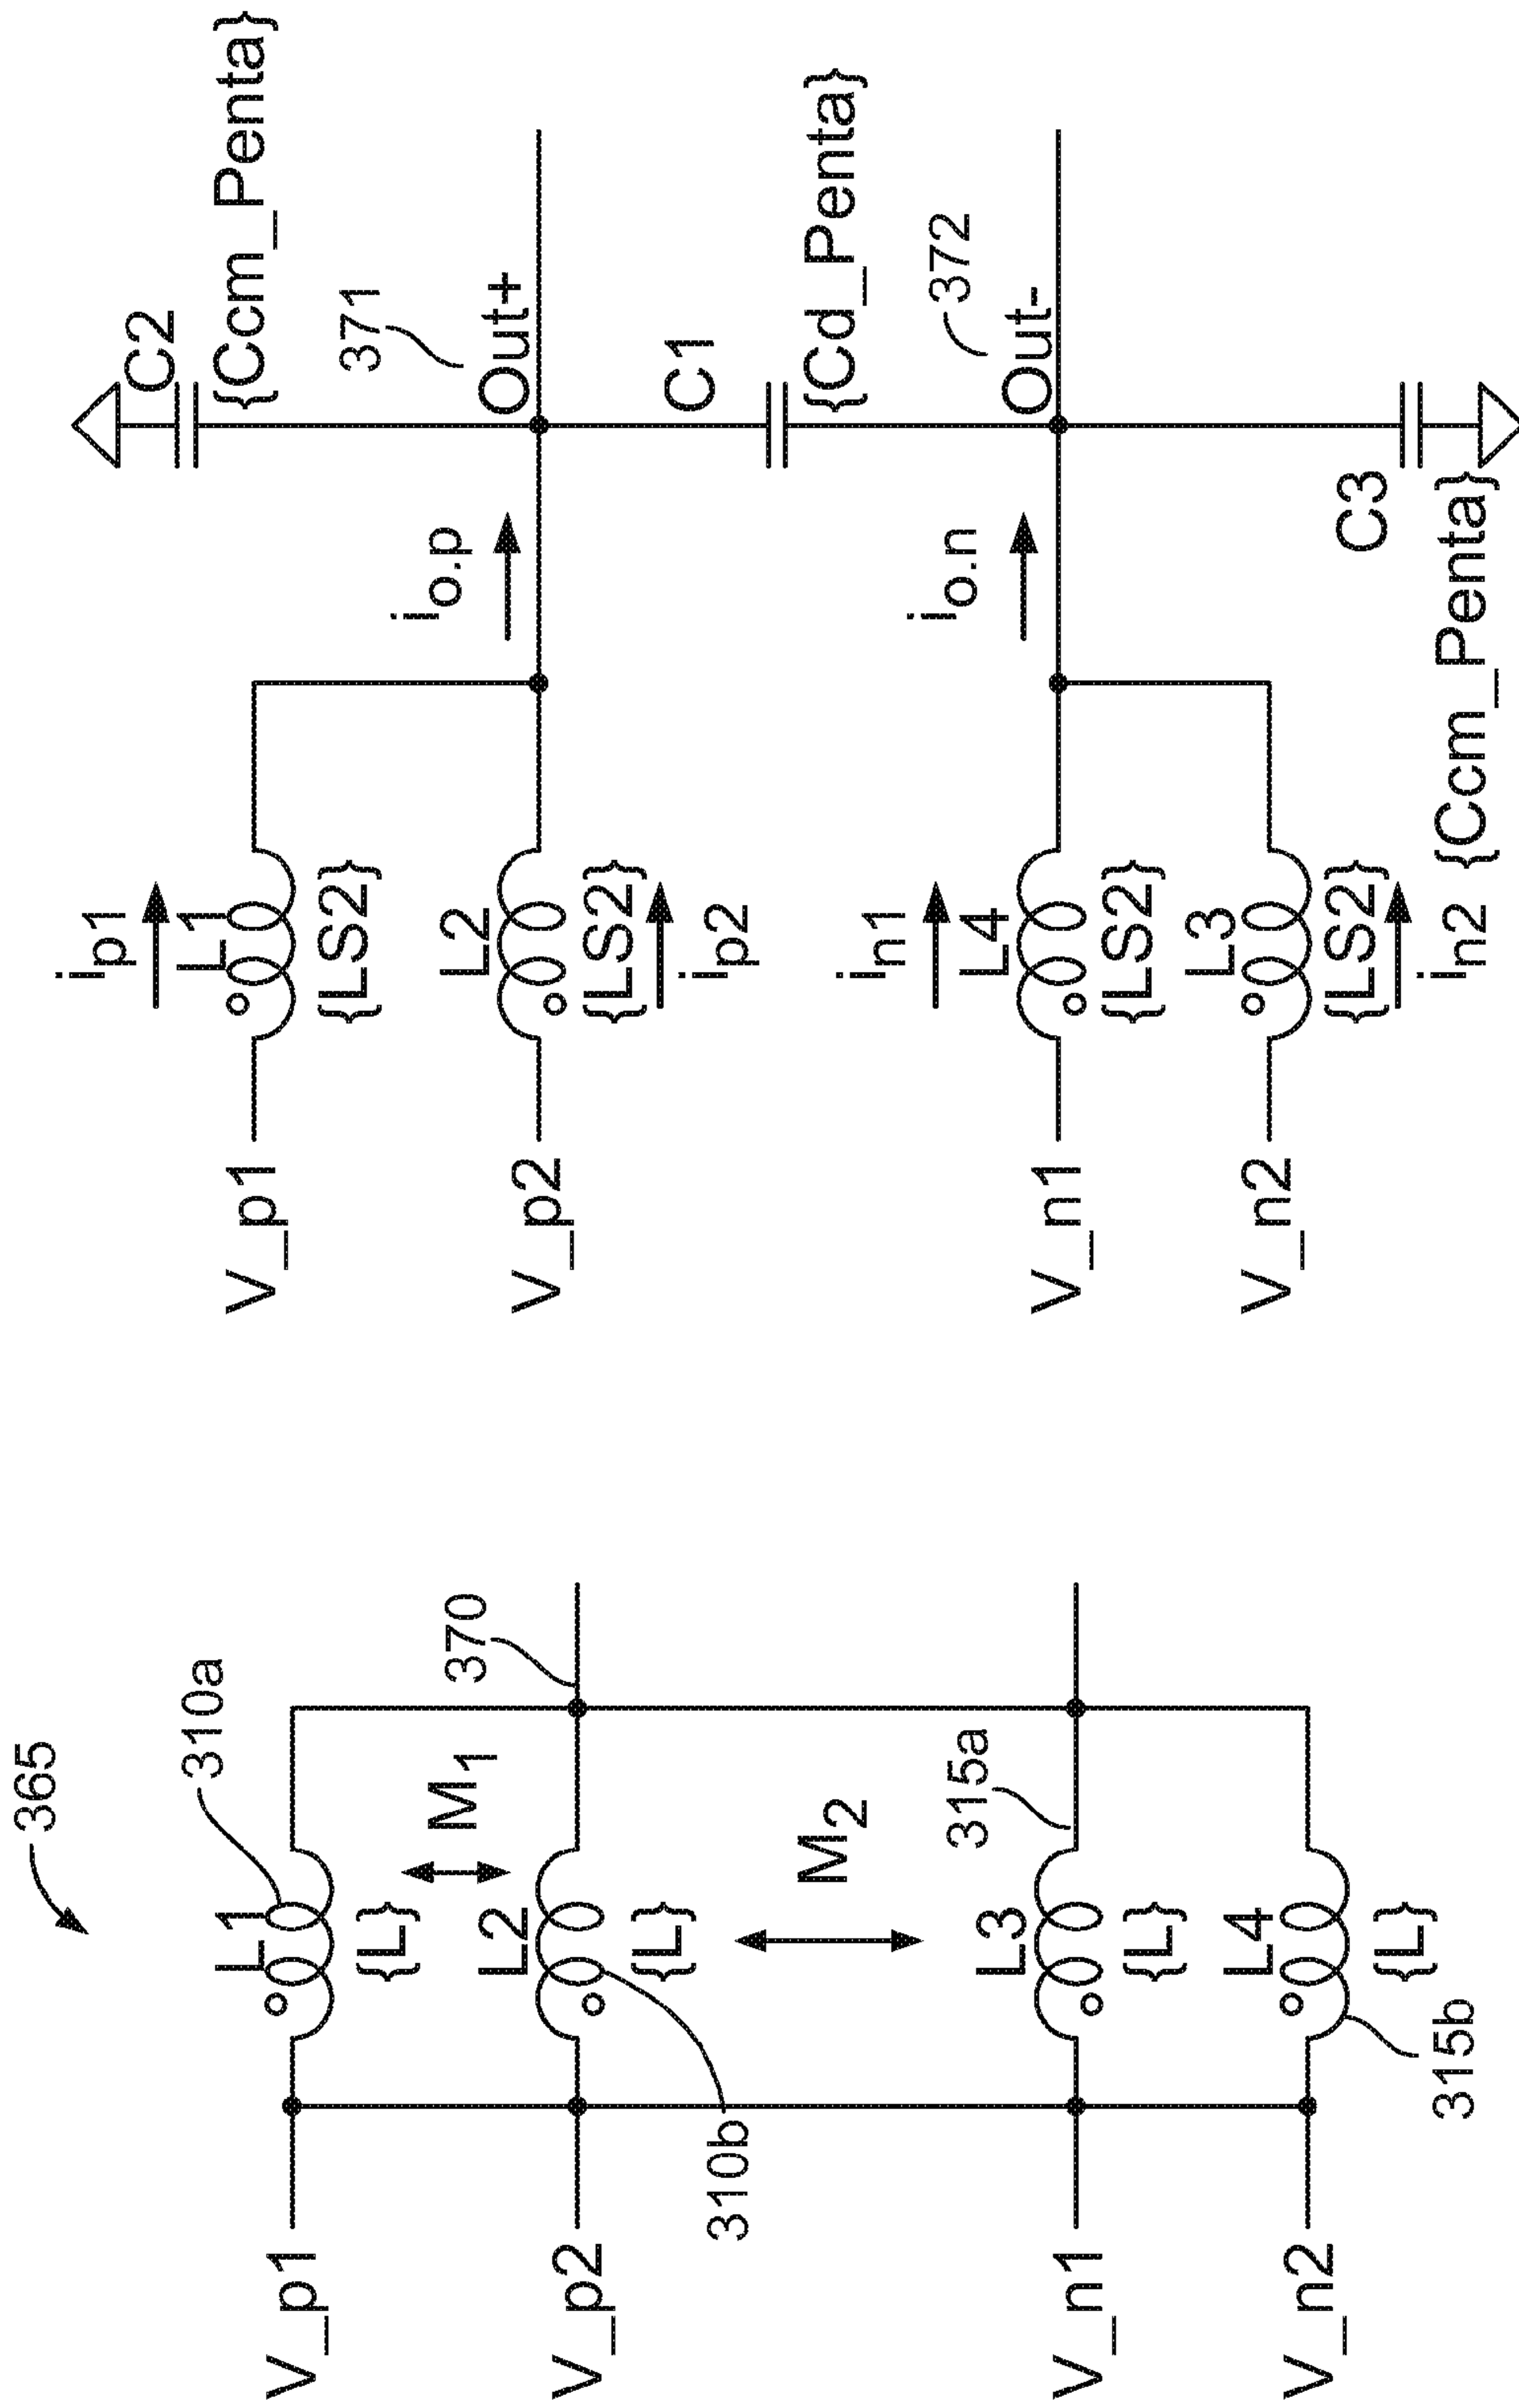 365
310a
V_p1
L1
{L}
M1
370
V_p2
L2
{L}
310b
M2
315a
V_n1
L3
{L}
V_n2
L4
{L}
315b
C2
{Ccm_Penta}
ip1
L1
V_p1
{LS2}
371
io.p
Out+
L2
V_p2
{LS2}
ip2
C1
{Cd_Penta}
372
in1
io.n
Out-
L4
V_n1
{LS2}
L3
V_n2
{LS2}
in2
C3
{Ccm_Penta}